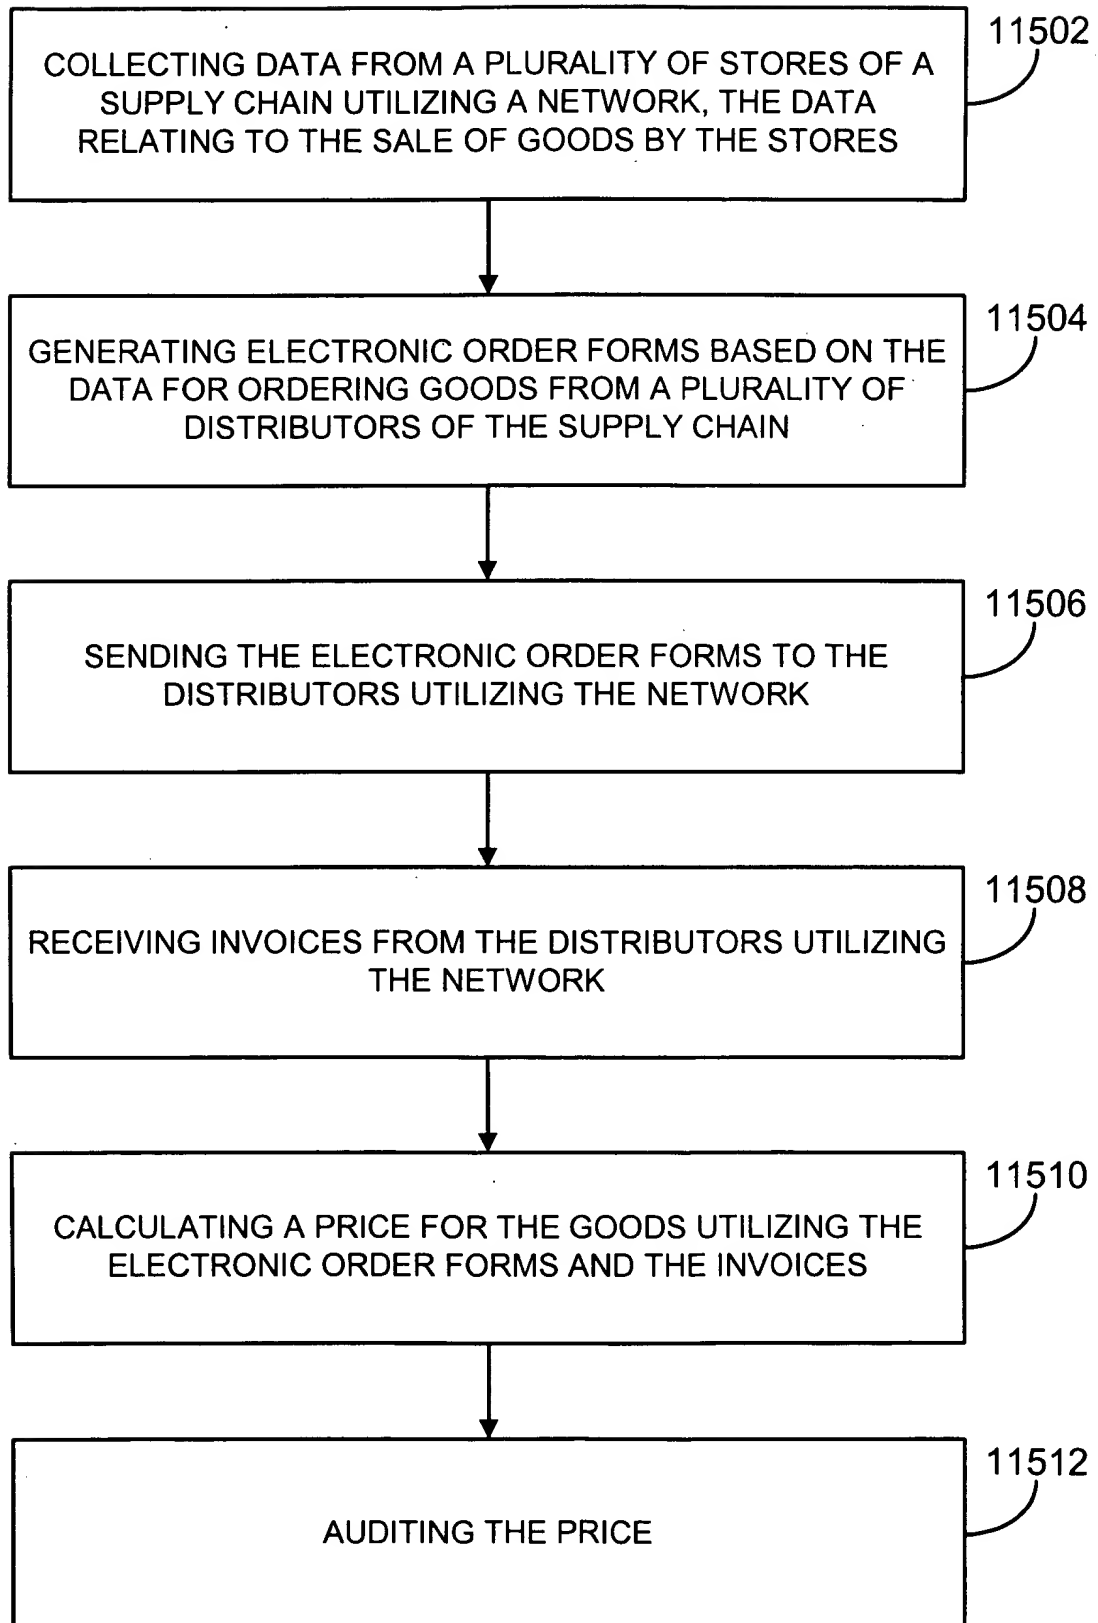 11502
COLLECTING DATA FROM A PLURALITY OF STORES OF A
SUPPLY CHAIN UTILIZING A NETWORK, THE DATA
RELATING TO THE SALE OF GOODS BY THE STORES
11504
GENERATING ELECTRONIC ORDER FORMS BASED ON THE
DATA FOR ORDERING GOODS FROM A PLURALITY OF
DISTRIBUTORS OF THE SUPPLY CHAIN
11506
SENDING THE ELECTRONIC ORDER FORMS TO THE
DISTRIBUTORS UTILIZING THE NETWORK
11508
RECEIVING INVOICES FROM THE DISTRIBUTORS UTILIZING
THE NETWORK
11510
CALCULATING A PRICE FOR THE GOODS UTILIZING THE
ELECTRONIC ORDER FORMS AND THE INVOICES
11512
AUDITING THE PRICE